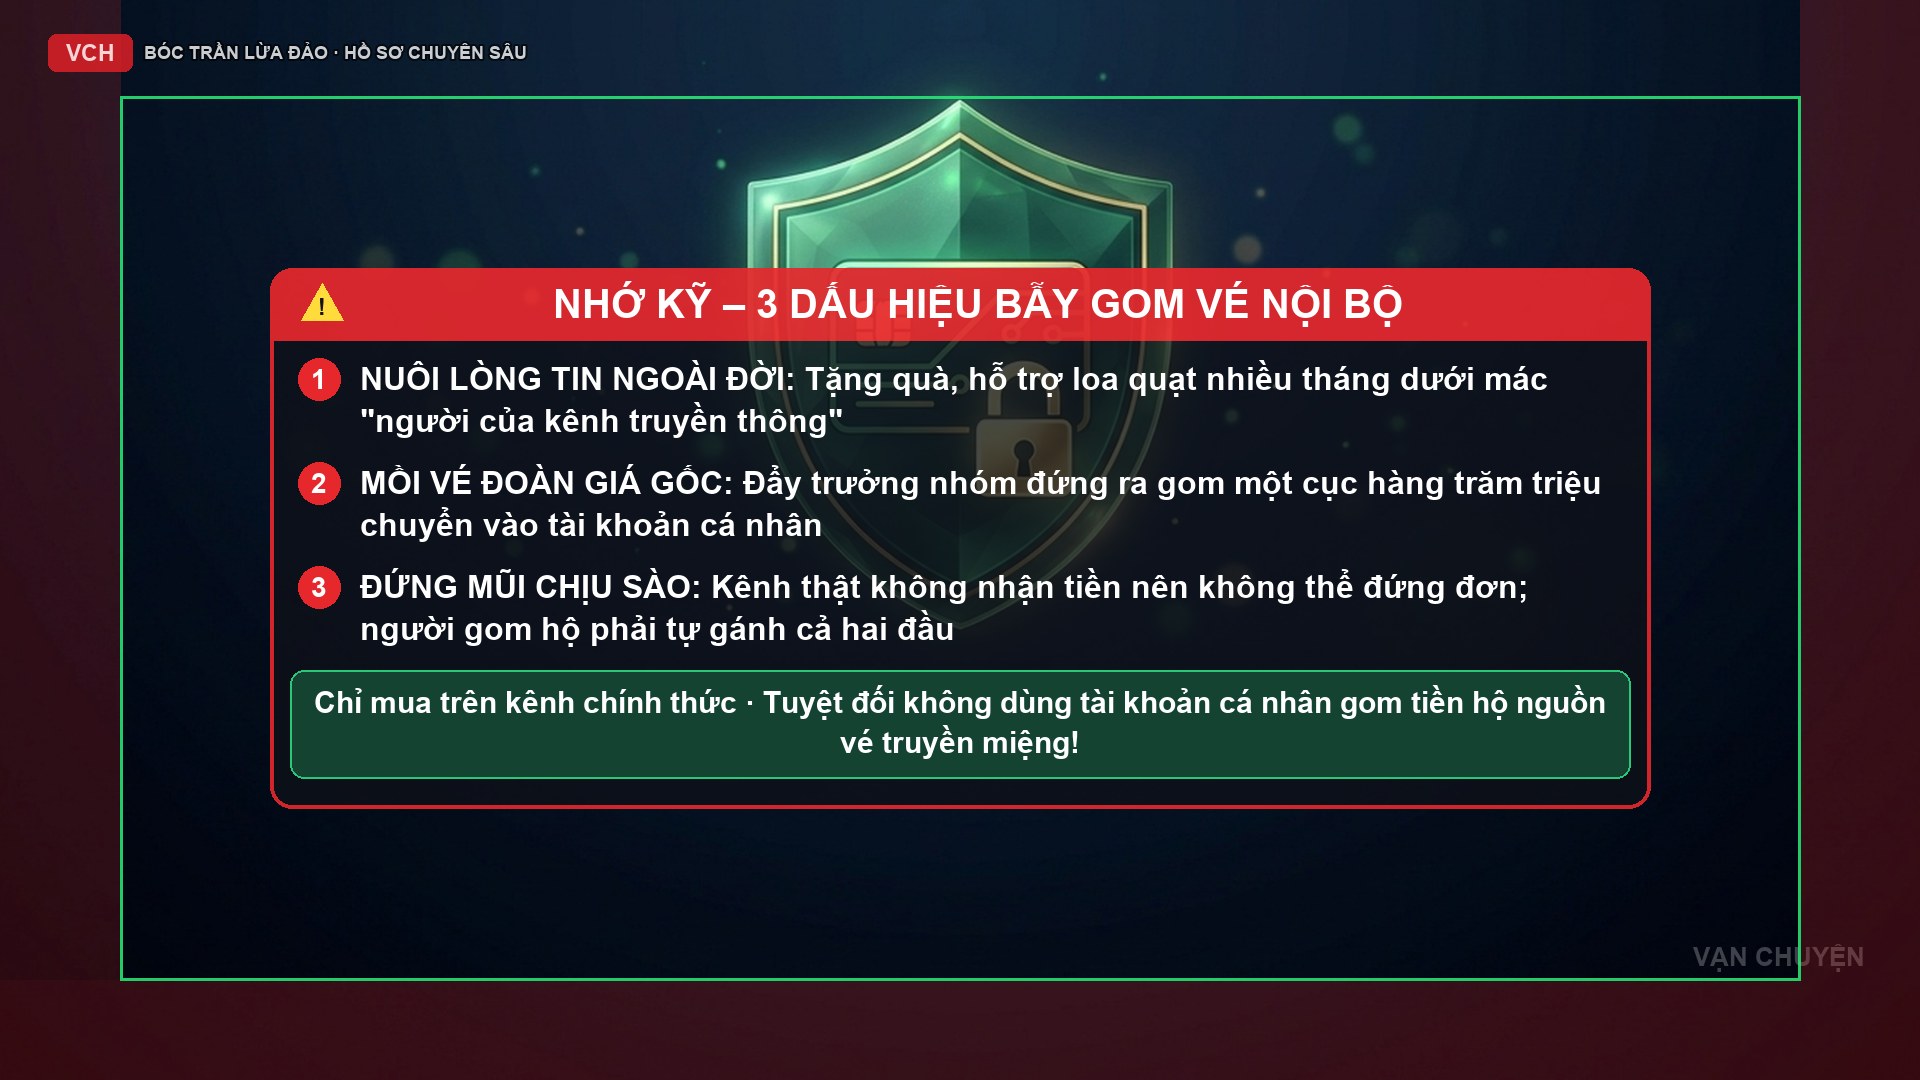 VCH
BÓC TRẦN LỪA ĐẢO · HỒ SƠ CHUYÊN SÂU
NHỚ KỸ – 3 DẤU HIỆU BẪY GOM VÉ NỘI BỘ
1 NUÔI LÒNG TIN NGOÀI ĐỜI: Tặng quà, hỗ trợ loa quạt nhiều tháng dưới mác
"người của kênh truyền thông"
2 MỒI VÉ ĐOÀN GIÁ GỐC: Đẩy trưởng nhóm đứng ra gom một cục hàng trăm triệu
chuyển vào tài khoản cá nhân
3 ĐỨNG MŨI CHỊU SÀO: Kênh thật không nhận tiền nên không thể đứng đơn;
người gom hộ phải tự gánh cả hai đầu
Chỉ mua trên kênh chính thức · Tuyệt đối không dùng tài khoản cá nhân gom tiền hộ nguồn
vé truyền miệng!
VẠN CHUYỆN